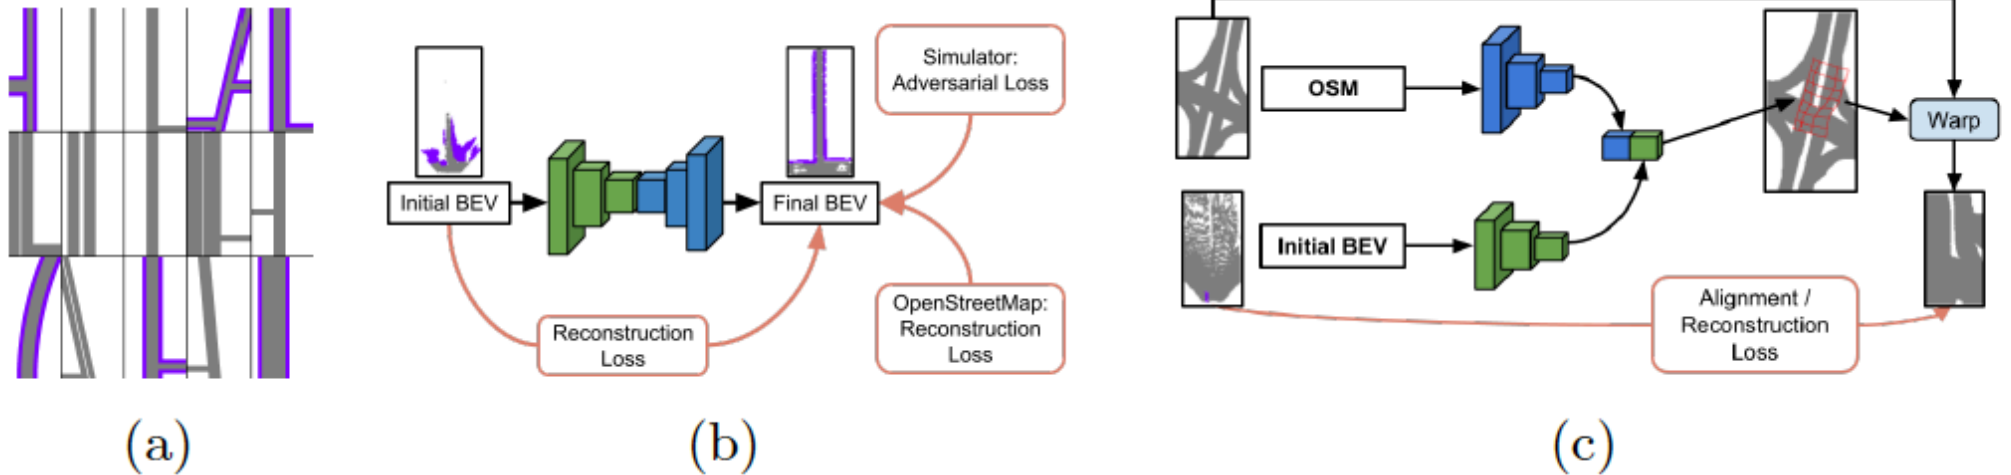 Initial BEV
Final BEV
Simulator:
Adversarial Loss
Reconstruction
Loss
OpenStreetMap:
Reconstruction
Loss
OSM
Initial BEV
Warp
Alignment /
Reconstruction
Loss
(a)
(b)
(c)